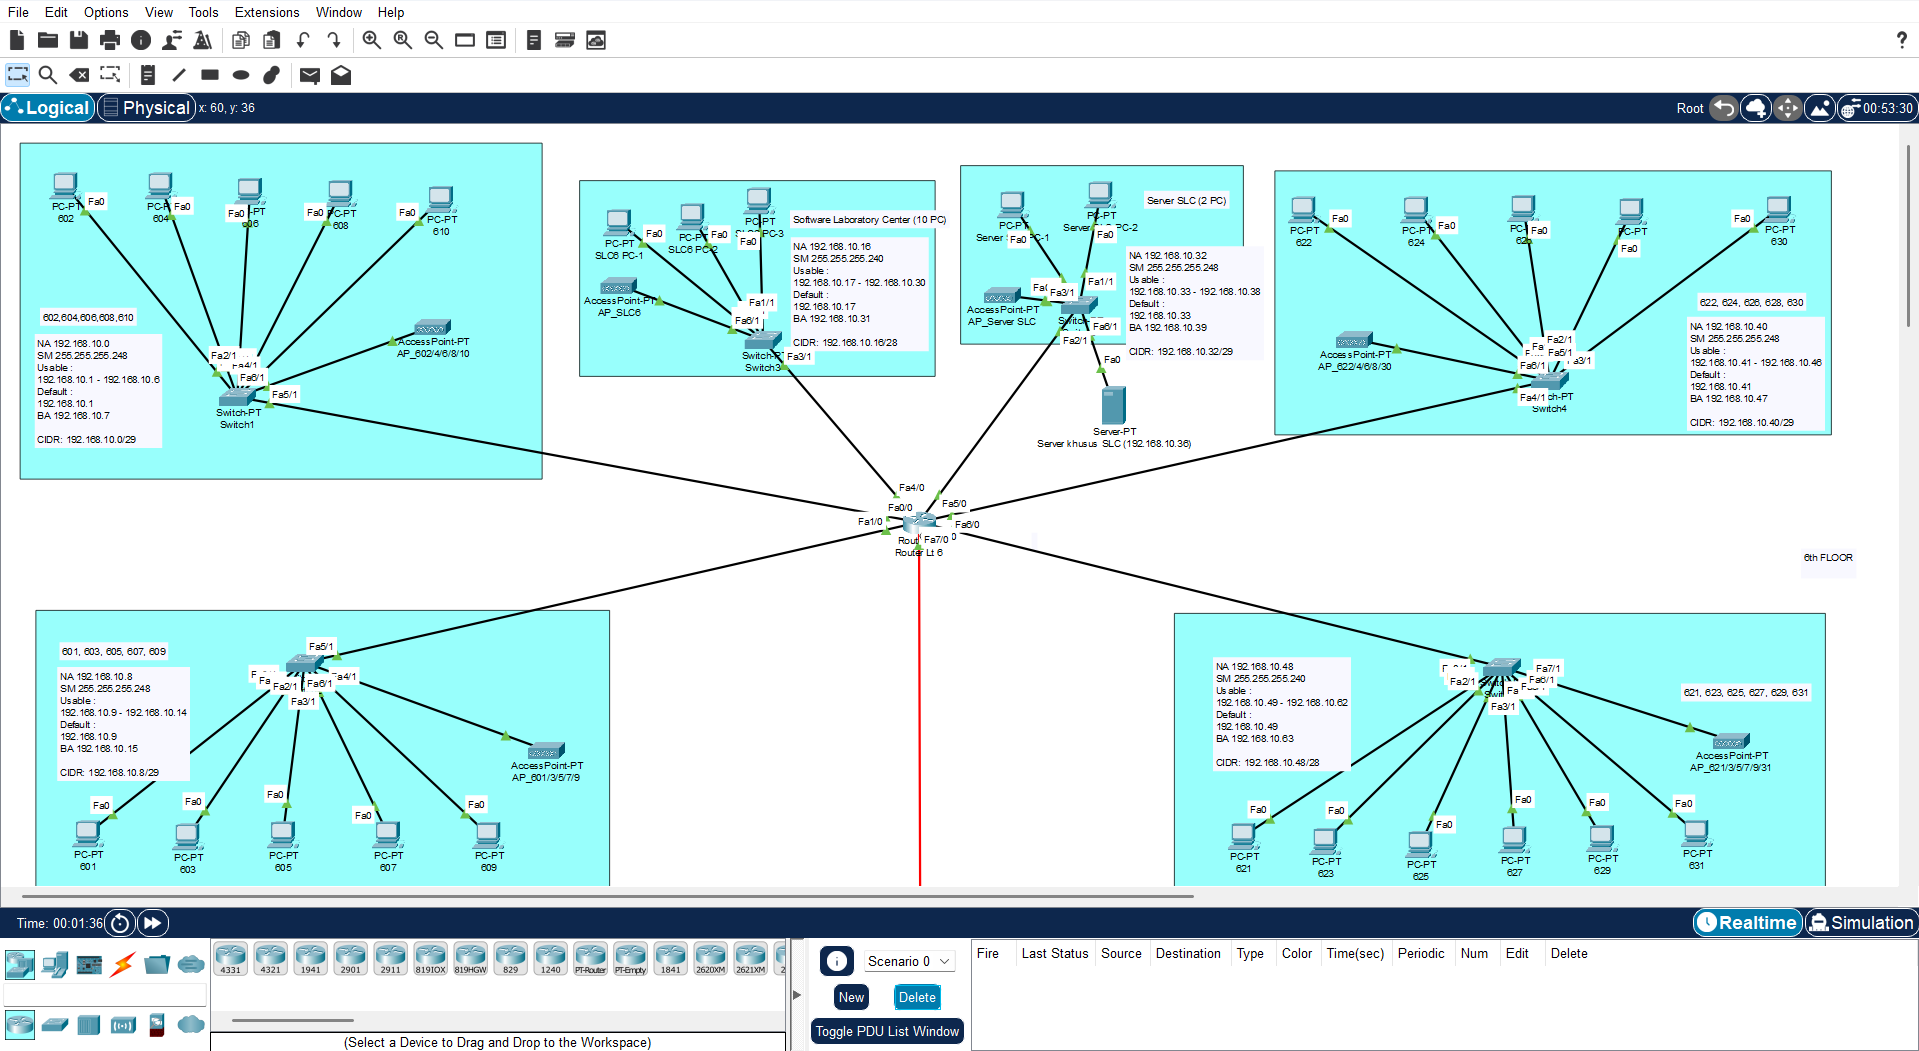 File Edit Options View Tools Extensions Window Help
?
Logical Physical x: 60, y: 36 Root 00:53:30
PC-PT
602
Fa0
604
Fa0
Fa0
Fa0
PC-PT
608
Fa0
PC-PT
610
602,604,606,608,610
NA 192.168.10.0
SM 255.255.255.248
Usable :
192.168.10.1 - 192.168.10.6
Default :
192.168.10.1
BA 192.168.10.7
CIDR: 192.168.10.0/29
AccessPoint-PT
AP_602/4/6/8/10
Fa2/1
Fa4/1
Fa6/1
Fa5/1
Switch-PT
Switch1
PC-PT
SLC6 PC-1
Fa0
PC-PT
SLC6 PC-2
Fa0
PC-PT
Fa0
Software Laboratory Center (10 PC)
NA 192.168.10.16
SM 255.255.255.240
Usable :
192.168.10.17 - 192.168.10.30
Default :
192.168.10.17
BA 192.168.10.31
CIDR: 192.168.10.16/28
AccessPoint-PT
AP_SLC6
Fa1/1
Fa6/1
Fa3/1
Switch3
PC-PT
Fa0
PC-PT
Fa0
Server SLC (2 PC)
NA 192.168.10.32
SM 255.255.255.248
Usable :
192.168.10.33 - 192.168.10.38
Default :
192.168.10.33
BA 192.168.10.39
CIDR: 192.168.10.32/29
AccessPoint-PT
AP_Server SLC
Fa3/1
Fa1/1
Fa6/1
Fa2/1
Fa0
Server-PT
Server khusus SLC (192.168.10.36)
PC-PT
622
Fa0
PC-PT
624
Fa0
Fa0
PC-PT
Fa0
Fa0
PC-PT
630
622, 624, 626, 628, 630
NA 192.168.10.40
SM 255.255.255.248
Usable :
192.168.10.41 - 192.168.10.46
Default :
192.168.10.41
BA 192.168.10.47
CIDR: 192.168.10.40/29
AccessPoint-PT
AP_622/4/6/8/30
Fa2/1
Fa5/1
Fa3/1
Fa6/1
Fa4/1
Switch4
Fa4/0
Fa0/0
Fa5/0
Fa1/0
Fa6/0
Fa7/0
Router Lt 6
6th FLOOR
601, 603, 605, 607, 609
NA 192.168.10.8
SM 255.255.255.248
Usable :
192.168.10.9 - 192.168.10.14
Default :
192.168.10.9
BA 192.168.10.15
CIDR: 192.168.10.8/29
Fa5/1
Fa4/1
Fa2/1
Fa6/1
Fa3/1
AccessPoint-PT
AP_601/3/5/7/9
Fa0
PC-PT
601
Fa0
PC-PT
603
Fa0
PC-PT
605
Fa0
PC-PT
607
Fa0
PC-PT
609
NA 192.168.10.48
SM 255.255.255.240
Usable :
192.168.10.49 - 192.168.10.62
Default :
192.168.10.49
BA 192.168.10.63
CIDR: 192.168.10.48/28
Fa7/1
Fa2/1
Fa6/1
Fa3/1
621, 623, 625, 627, 629, 631
AccessPoint-PT
AP_621/3/5/7/9/31
Fa0
PC-PT
621
Fa0
PC-PT
623
Fa0
PC-PT
625
Fa0
PC-PT
627
Fa0
PC-PT
629
Fa0
PC-PT
631
Time: 00:01:36 Realtime Simulation
4331 4321 1941 2901 2911 819IOX 819HGW 829 1240 PT-Router PT-Empty 1841 2620XM 2621XM
(Select a Device to Drag and Drop to the Workspace)
Scenario 0
New Delete
Toggle PDU List Window
Fire Last Status Source Destination Type Color Time(sec) Periodic Num Edit Delete